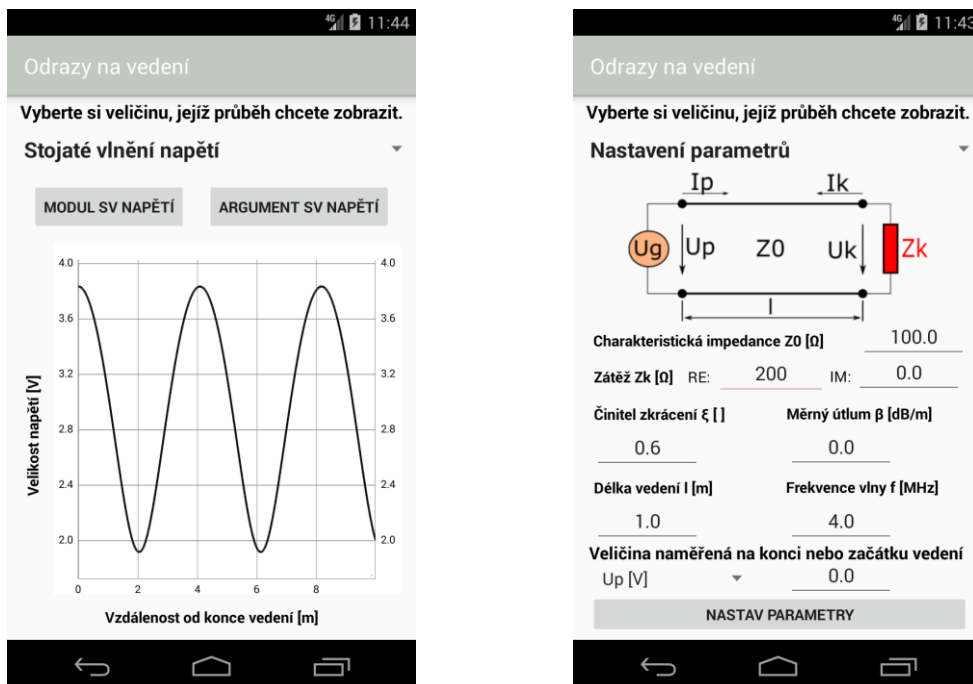 4G 11:44
Odrazy na vedení
Vyberte si veličinu, jejíž průběh chcete zobrazit.
Stojaté vlnění napětí
MODUL SV NAPĚTÍ ARGUMENT SV NAPĚTÍ
4.0 4.0
3.6 3.6
3.2 3.2
2.8 2.8
2.4 2.4
2.0 2.0
Velikost napětí [V]
0 2 4 6 8
Vzdálenost od konce vedení [m]
4G 11:43
Odrazy na vedení
Vyberte si veličinu, jejíž průběh chcete zobrazit.
Nastavení parametrů
Ip Ik
Ug Up Z0 Uk Zk
l
Charakteristická impedance Z0 [Ω] 100.0
Zátěž Zk [Ω] RE: 200 IM: 0.0
Činitel zkrácení ξ [ ] Měrný útlum β [dB/m]
0.6 0.0
Délka vedení l [m] Frekvence vlny f [MHz]
1.0 4.0
Veličina naměřená na konci nebo začátku vedení
Up [V] 0.0
NASTAV PARAMETRY